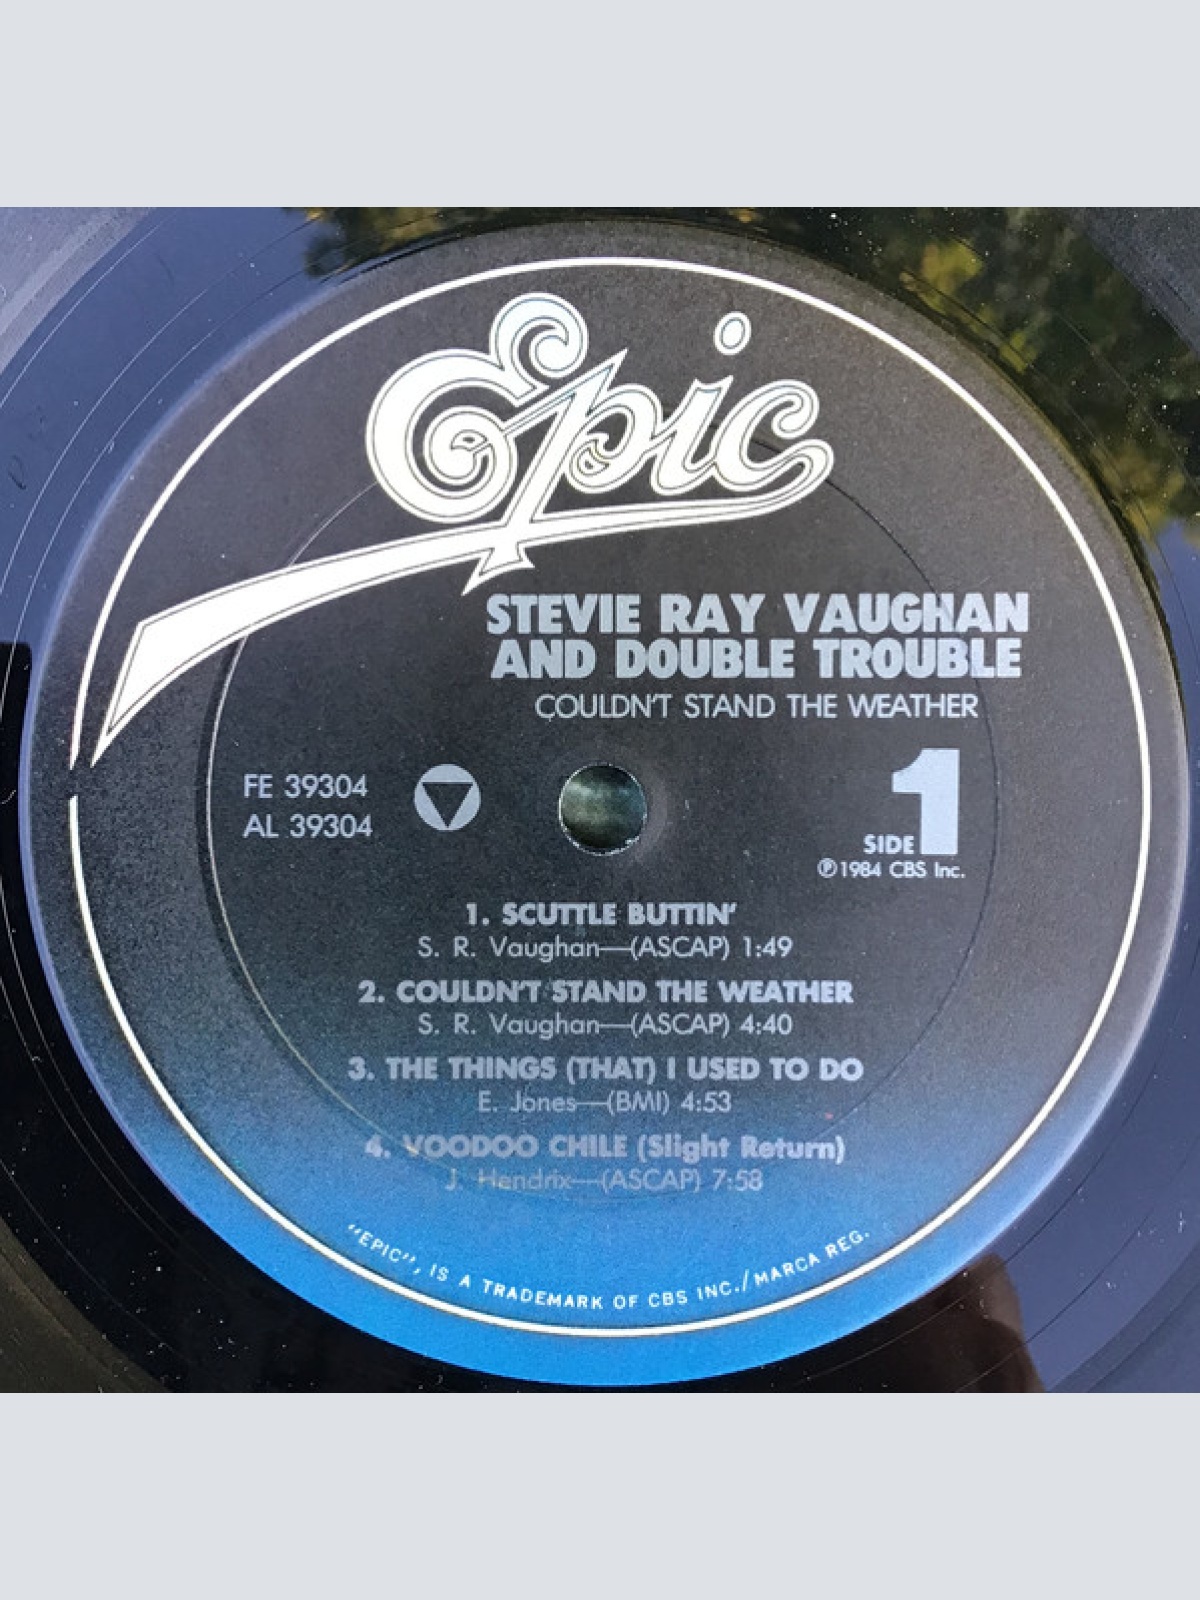 Epic
STEVIE RAY VAUGHAN
AND DOUBLE TROUBLE
COULDN'T STAND THE WEATHER
FE 39304
AL 39304
SIDE 1
℗1984 CBS Inc.
1. SCUTTLE BUTTIN'
S. R. Vaughan—(ASCAP) 1:49
2. COULDN'T STAND THE WEATHER
S. R. Vaughan—(ASCAP) 4:40
3. THE THINGS (THAT) I USED TO DO
E. Jones—(BMI) 4:53
4. VOODOO CHILE (Slight Return)
J. Hendrix—(ASCAP) 7:58
"EPIC", IS A TRADEMARK OF CBS INC./MARCA REG.